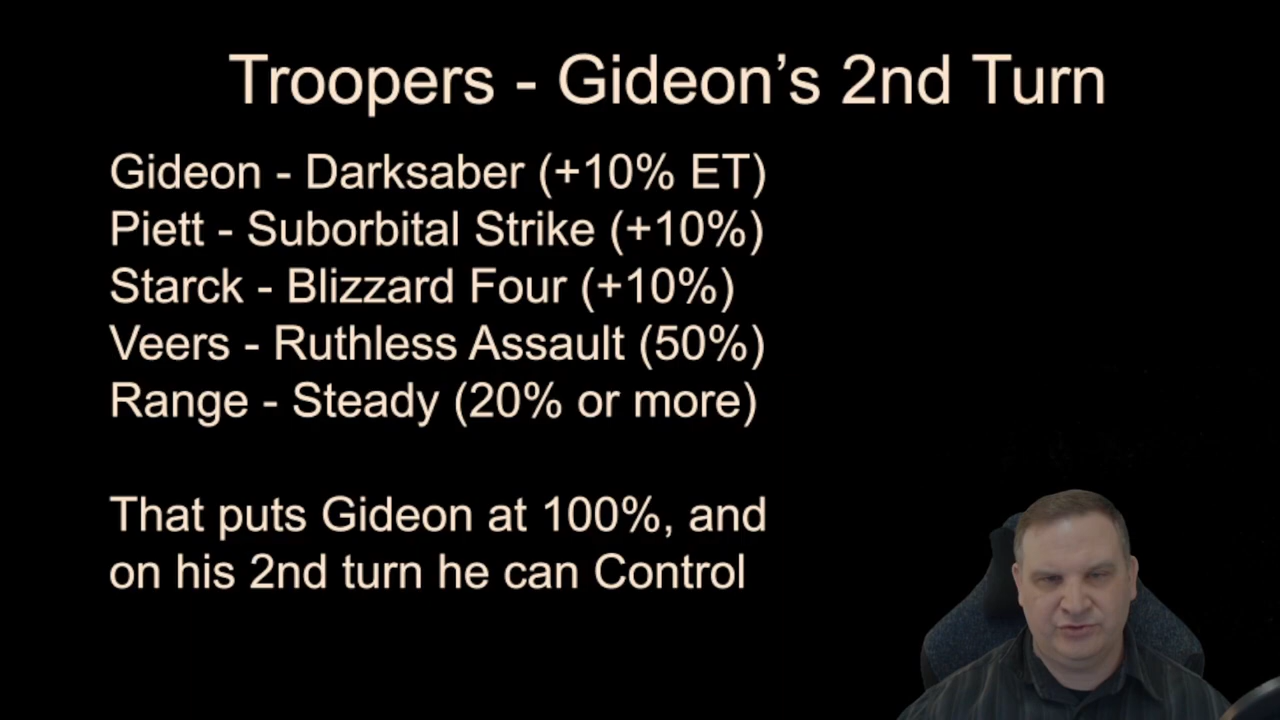 Troopers - Gideon’s 2nd Turn
Gideon - Darksaber (+10% ET)
Piett - Suborbital Strike (+10%)
Starck - Blizzard Four (+10%)
Veers - Ruthless Assault (50%)
Range - Steady (20% or more)
That puts Gideon at 100%, and
on his 2nd turn he can Control